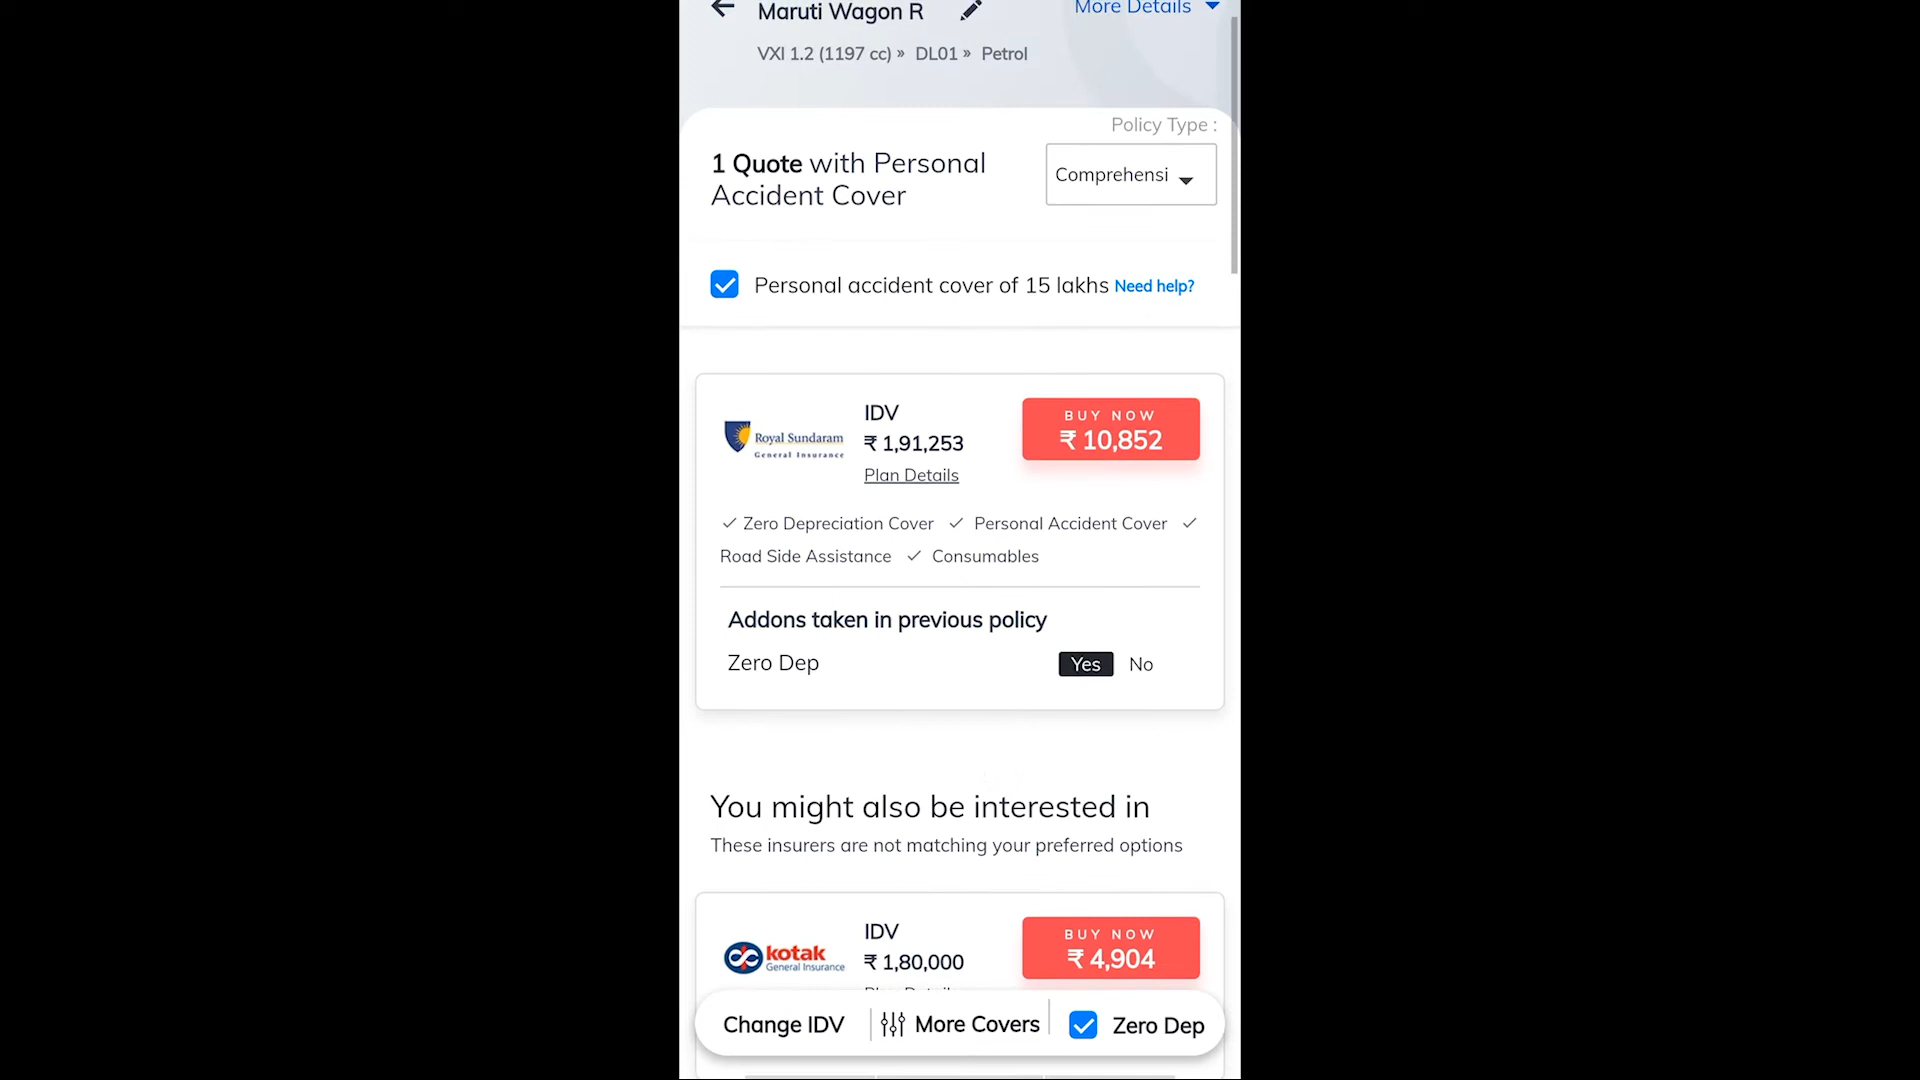 Maruti Wagon R
More Details
VXI 1.2 (1197 cc) » DL01 » Petrol
Policy Type :
1 Quote with Personal
Accident Cover
Comprehensi
Personal accident cover of 15 lakhs Need help?
Royal Sundaram
General Insurance
IDV
₹ 1,91,253
Plan Details
BUY NOW
₹ 10,852
Zero Depreciation Cover Personal Accident Cover
Road Side Assistance Consumables
Addons taken in previous policy
Zero Dep Yes No
You might also be interested in
These insurers are not matching your preferred options
kotak
General Insurance
IDV
₹ 1,80,000
BUY NOW
₹ 4,904
Change IDV More Covers Zero Dep